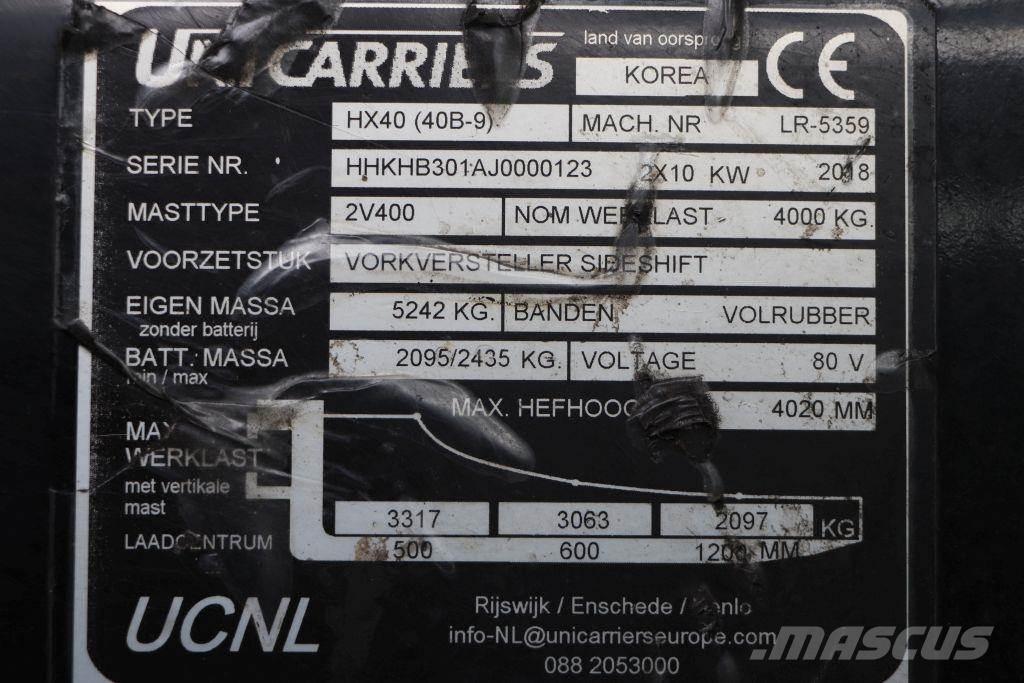 UNICARRIERS
land van oorspro
KOREA CE
TYPE HX40 (40B-9) MACH. NR LR-5359
SERIE NR. HHKHB301AJ0000123 2X10 KW 2018
MASTTYPE 2V400 NOM WERKLAST 4000 KG.
VOORZETSTUK VORKVERSTELLER SIDESHIFT
EIGEN MASSA 5242 KG. BANDEN VOLRUBBER
zonder batterij
BATT. MASSA 2095/2435 KG. VOLTAGE 80 V
min / max
MAX. HEFHOOG 4020 MM
MAX
WERKLAST
met vertikale
mast
3317 3063 2097 KG
LAADCENTRUM 500 600 1200 MM
UCNL
Rijswijk / Enschede / Venlo
info-NL@unicarrierseurope.com
088 2053000
MASCUS